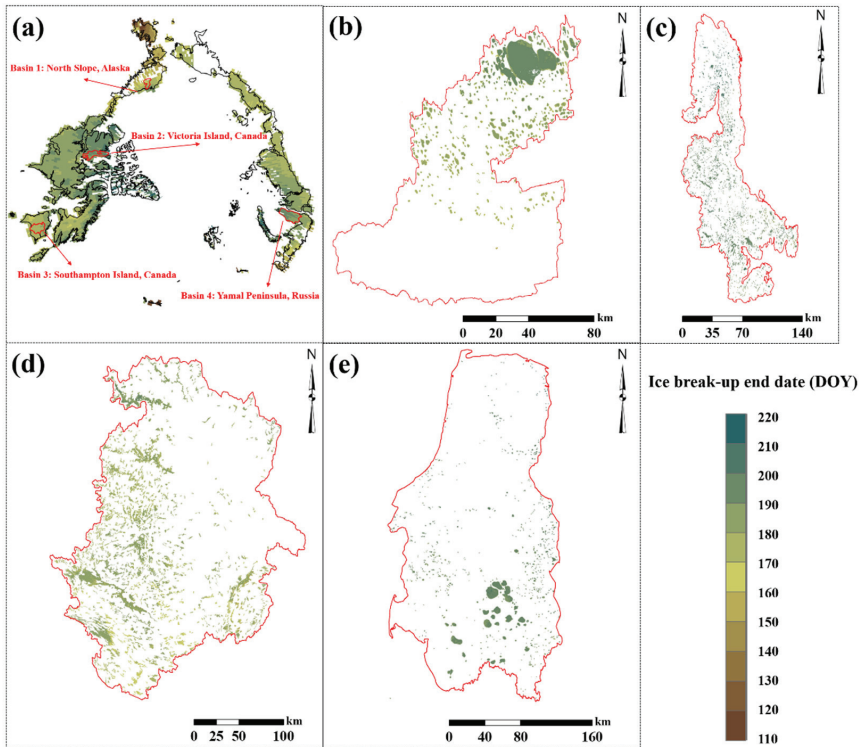 (a)
Basin 1: North Slope, Alaska
Basin 2: Victoria Island, Canada
Basin 3: Southampton Island, Canada
Basin 4: Yamal Peninsula, Russia
(b)
N
km
0 20 40 80
(c)
N
km
0 35 70 140
(d)
N
km
0 25 50 100
(e)
N
km
0 40 80 160
Ice break-up end date (DOY)
220
210
200
190
180
170
160
150
140
130
120
110